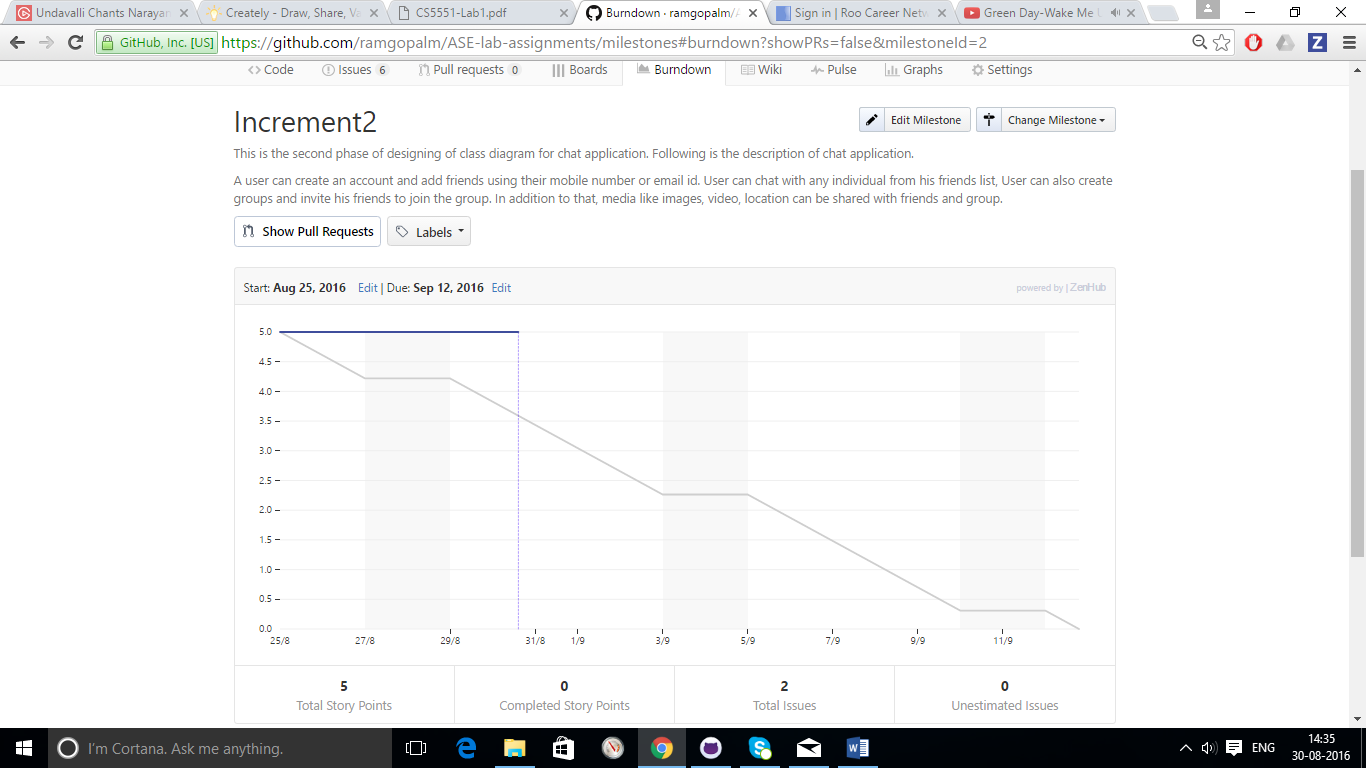 Undavalli Chants Narayan
Creately - Draw, Share, Va
CS5551-Lab1.pdf
Burndown · ramgopalm/A
Sign in | Roo Career Netw
Green Day-Wake Me U
GitHub, Inc. [US]
https://github.com/ramgopalm/ASE-lab-assignments/milestones#burndown?showPRs=false&milestoneId=2
Z
Code
Issues 6
Pull requests 0
Boards
Burndown
Wiki
Pulse
Graphs
Settings
Increment2
Edit Milestone
Change Milestone
This is the second phase of designing of class diagram for chat application. Following is the description of chat application.
A user can create an account and add friends using their mobile number or email id. User can chat with any individual from his friends list, User can also create
groups and invite his friends to join the group. In addition to that, media like images, video, location can be shared with friends and group.
Show Pull Requests
Labels
Start: Aug 25, 2016 Edit | Due: Sep 12, 2016 Edit
powered by | ZenHub
5.0
4.5
4.0
3.5
3.0
2.5
2.0
1.5
1.0
0.5
0.0
25/8 27/8 29/8 31/8 1/9 3/9 5/9 7/9 9/9 11/9
5 0 2 0
Total Story Points Completed Story Points Total Issues Unestimated Issues
I'm Cortana. Ask me anything.
ENG
14:35
30-08-2016